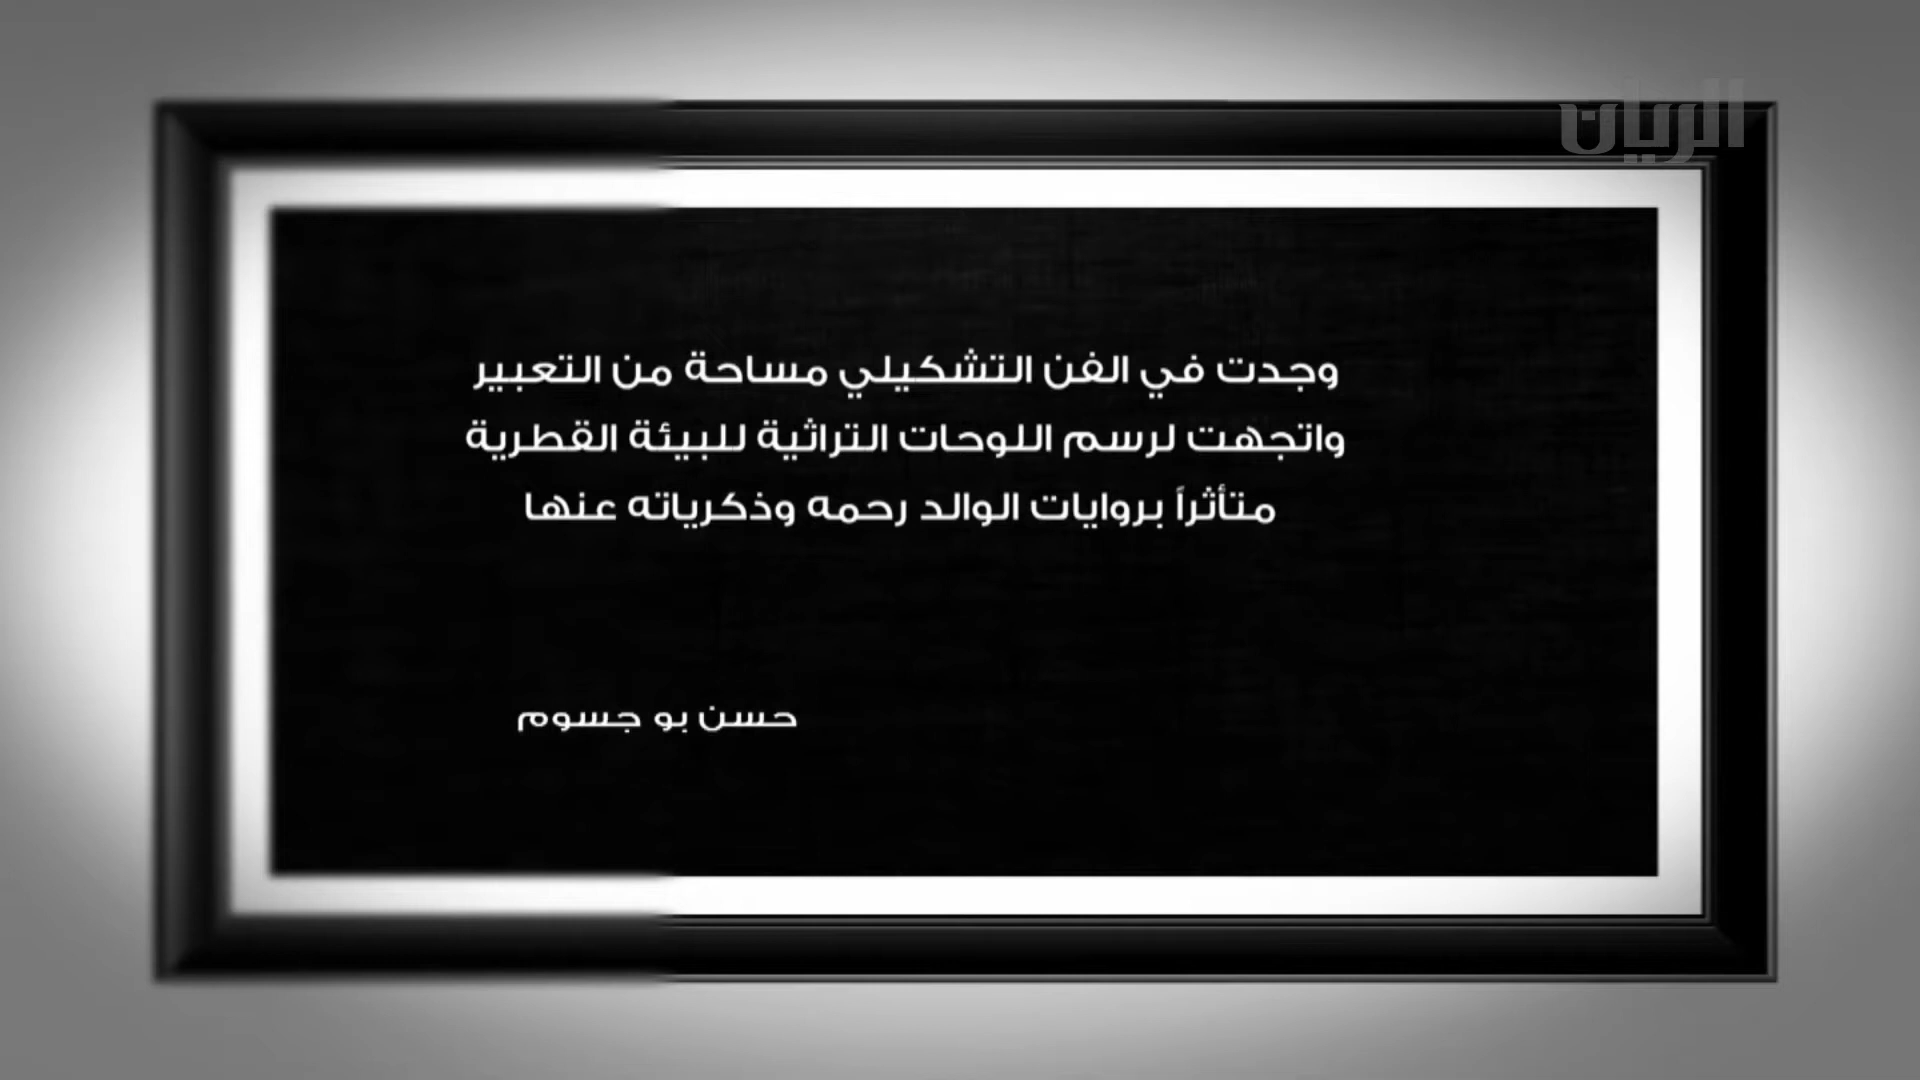 الريان
وجدت في الفن التشكيلي مساحة من التعبير
واتجهت لرسم اللوحات التراثية للبيئة القطرية
متأثراً بروايات الوالد رحمه وذكرياته عنها
حسن بو جسوم